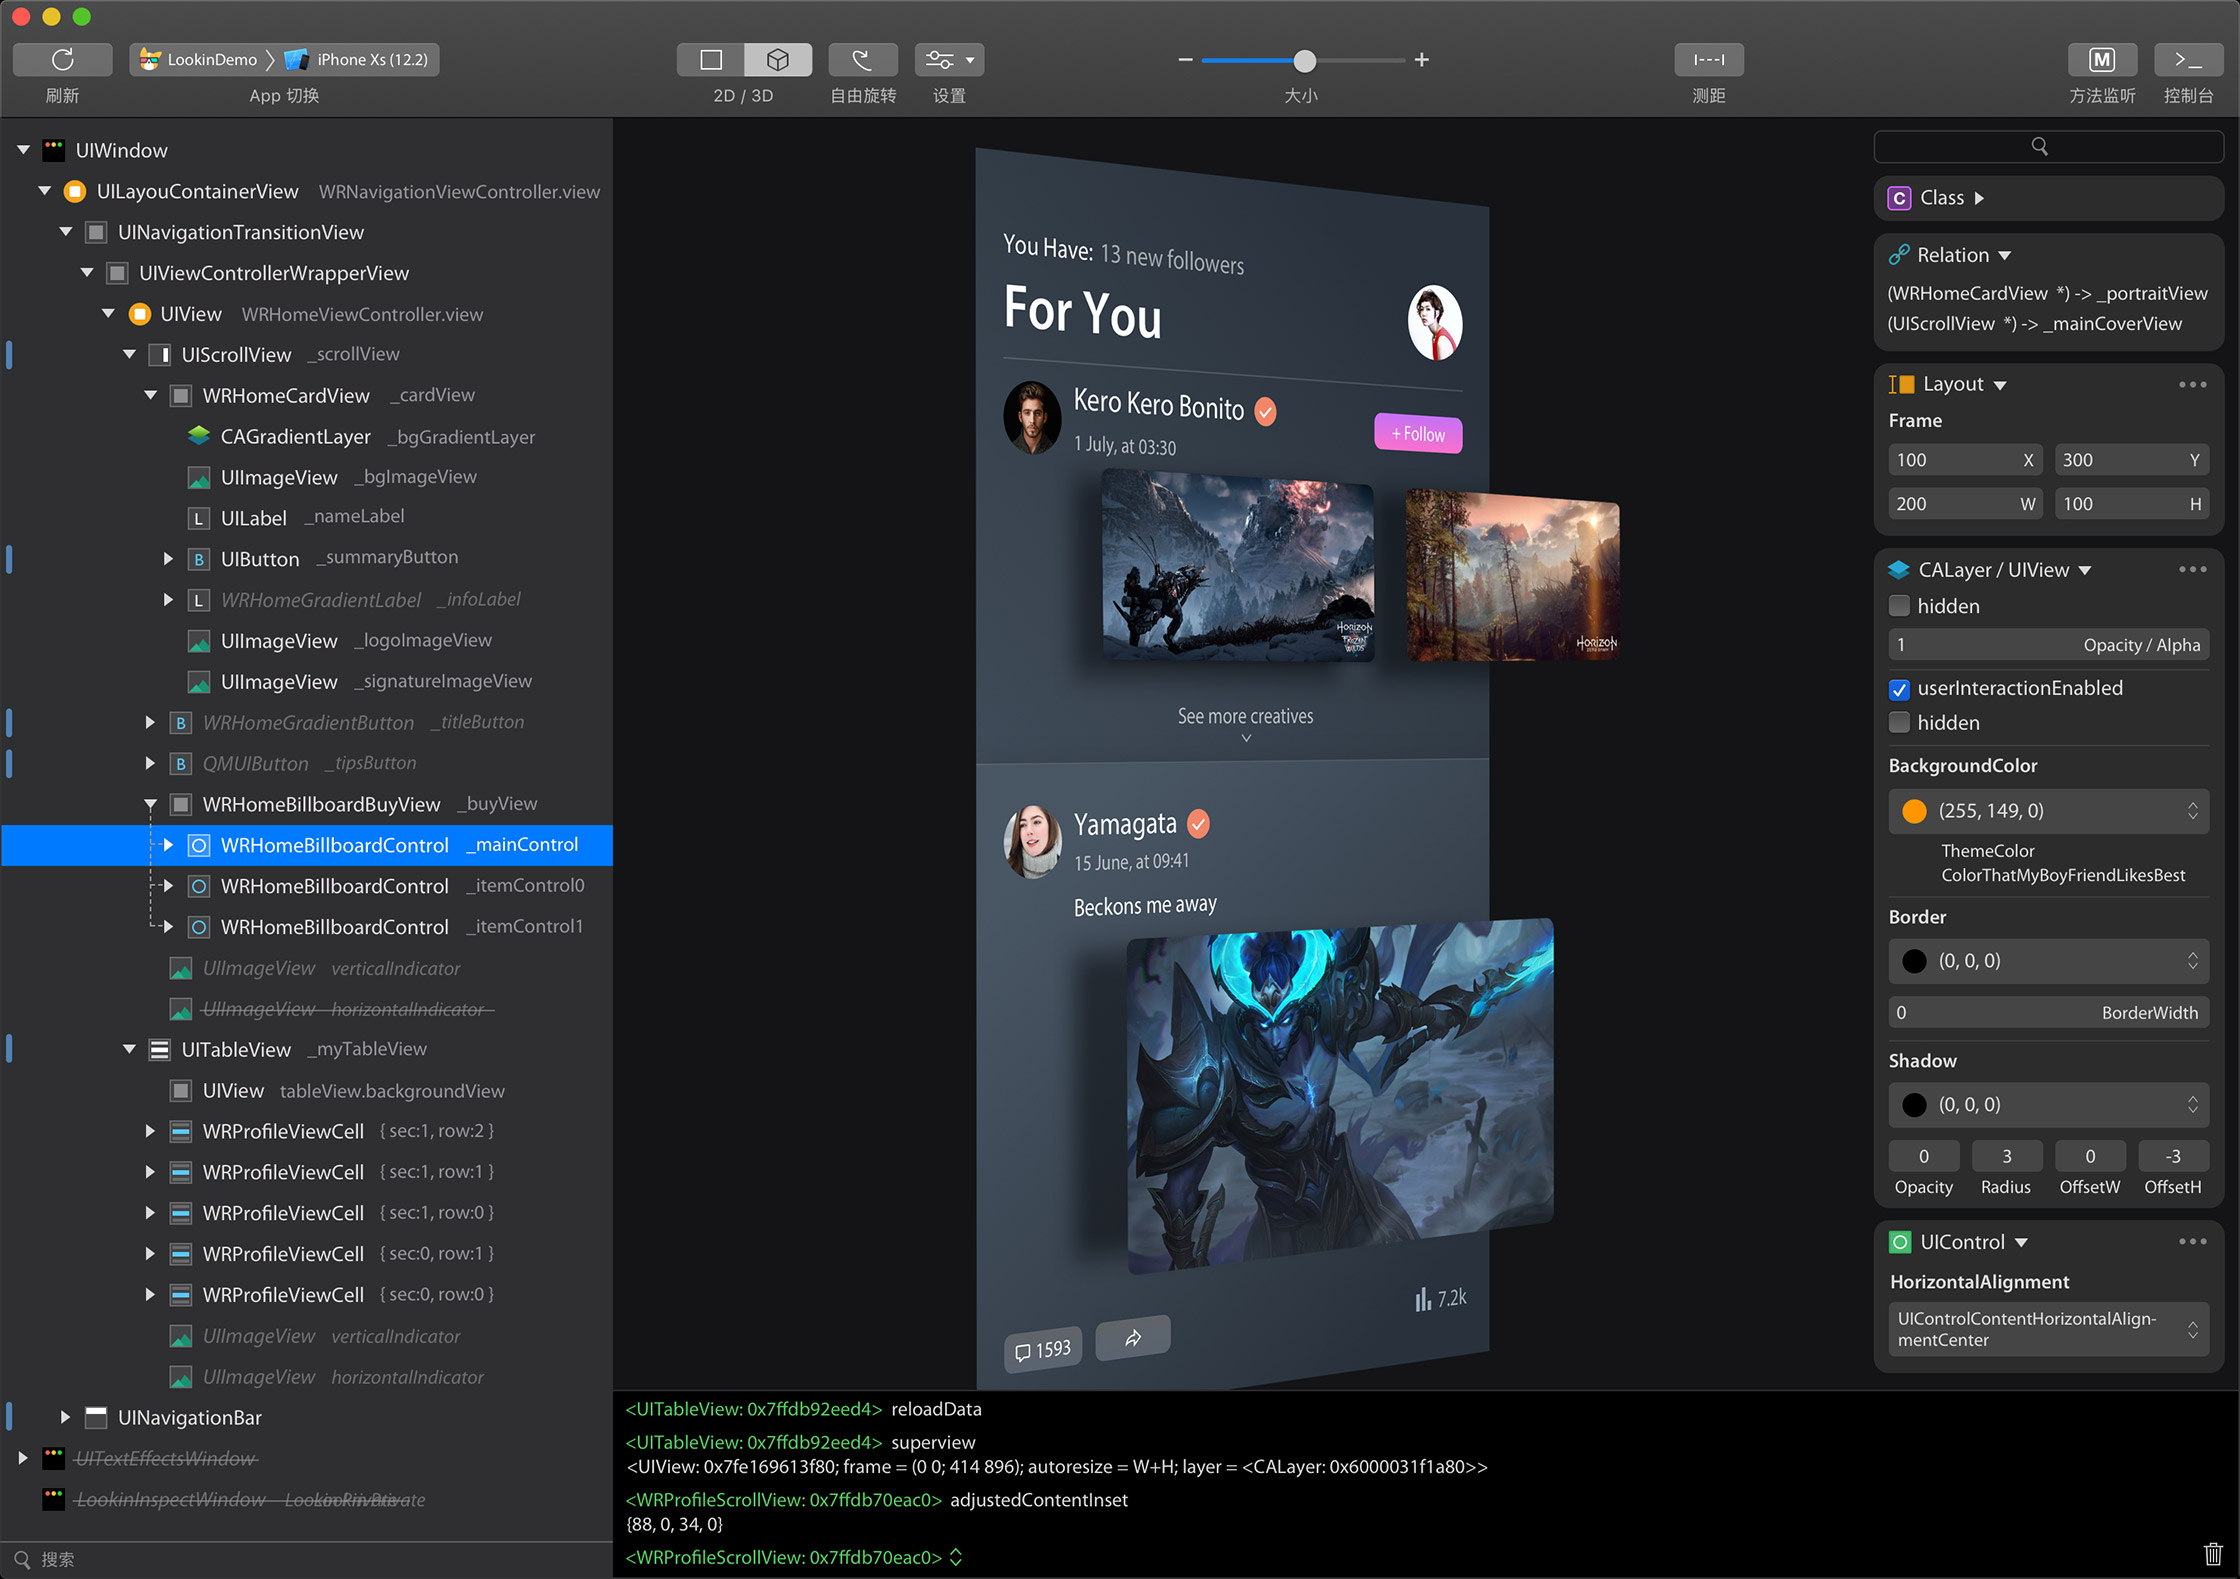 LookinDemo
iPhone Xs (12.2)
M
刷新
App 切换
2D / 3D
自由旋转
设置
大小
测距
方法监听
控制台
UIWindow
UILayouContainerView WRNavigationViewController.view
UINavigationTransitionView
UIViewControllerWrapperView
UIView WRHomeViewController.view
UIScrollView _scrollView
WRHomeCardView _cardView
CAGradientLayer _bgGradientLayer
UIImageView _bgImageView
L UILabel _nameLabel
B UIButton _summaryButton
L WRHomeGradientLabel _infoLabel
UIImageView _logoImageView
UIImageView _signatureImageView
B WRHomeGradientButton _titleButton
B QMUIButton _tipsButton
WRHomeBillboardBuyView _buyView
WRHomeBillboardControl _mainControl
WRHomeBillboardControl _itemControl0
WRHomeBillboardControl _itemControl1
UIImageView verticalIndicator
UIImageView horizontalIndicator
UITableView _myTableView
UIView tableView.backgroundView
WRProfileViewCell { sec:1, row:2 }
WRProfileViewCell { sec:1, row:1 }
WRProfileViewCell { sec:1, row:0 }
WRProfileViewCell { sec:0, row:1 }
WRProfileViewCell { sec:0, row:0 }
UIImageView verticalIndicator
UIImageView horizontalIndicator
UINavigationBar
UITextEffectsWindow
LookinInspectWindow
搜索
You Have: 13 new followers
For You
Kero Kero Bonito
1 July, at 03:30
+ Follow
HORIZON
FROZEN
WILDS
HORIZON
ZERO DAWN
See more creatives
Yamagata
15 June, at 09:41
Beckons me away
7.2k
1593
<UITableView: 0x7ffdb92eed4> reloadData
<UITableView: 0x7ffdb92eed4> superview
<UIView: 0x7fe169613f80; frame = (0 0; 414 896); autoresize = W+H; layer = <CALayer: 0x6000031f1a80>>
<WRProfileScrollView: 0x7ffdb70eac0> adjustedContentInset
{88, 0, 34, 0}
<WRProfileScrollView: 0x7ffdb70eac0>
C Class
Relation
(WRHomeCardView *) -> _portraitView
(UIScrollView *) -> _mainCoverView
Layout
Frame
100 X 300 Y
200 W 100 H
CALayer / UIView
hidden
1 Opacity / Alpha
userInteractionEnabled
hidden
BackgroundColor
(255, 149, 0)
ThemeColor
ColorThatMyBoyFriendLikesBest
Border
(0, 0, 0)
0 BorderWidth
Shadow
(0, 0, 0)
0 3 0 -3
Opacity Radius OffsetW OffsetH
UIControl
HorizontalAlignment
UIControlContentHorizontalAlign-
mentCenter